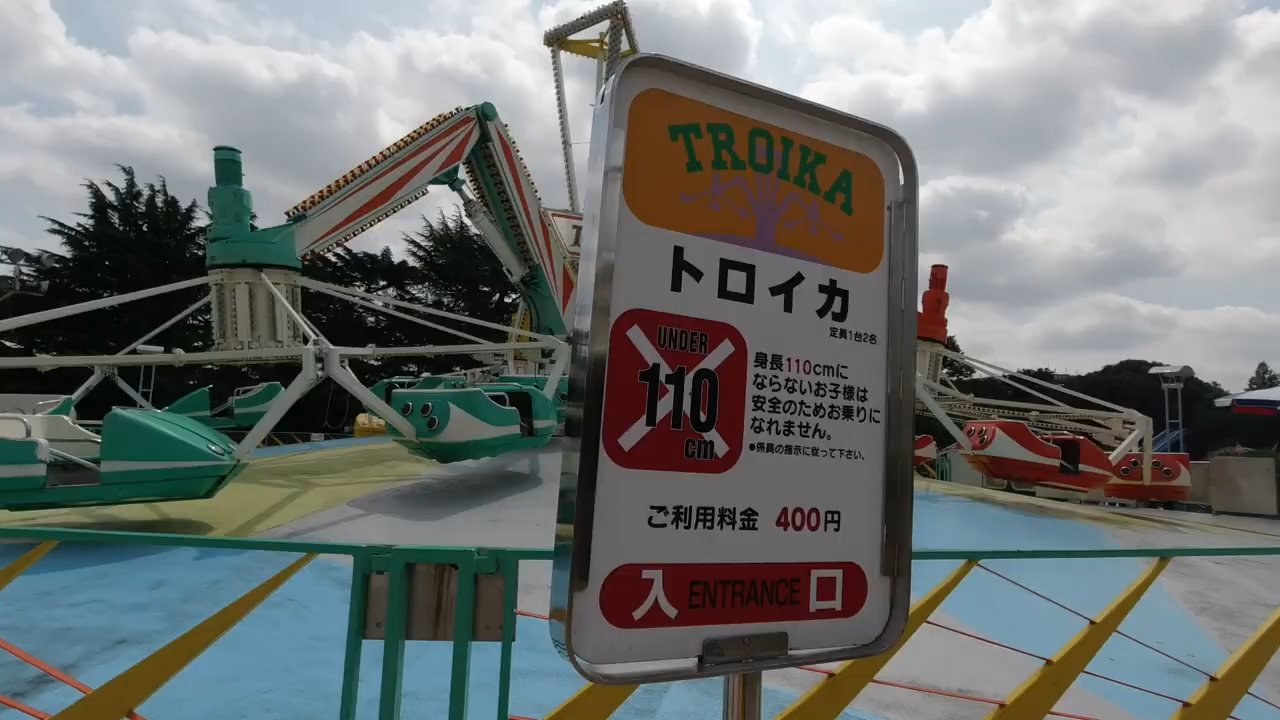 TROIKA
トロイカ
定員1台2名
UNDER
110
cm
身長110cmに
ならないお子様は
安全のためお乗りに
なれません。
●係員の指示に従って下さい。
ご利用料金 400円
入 ENTRANCE 口